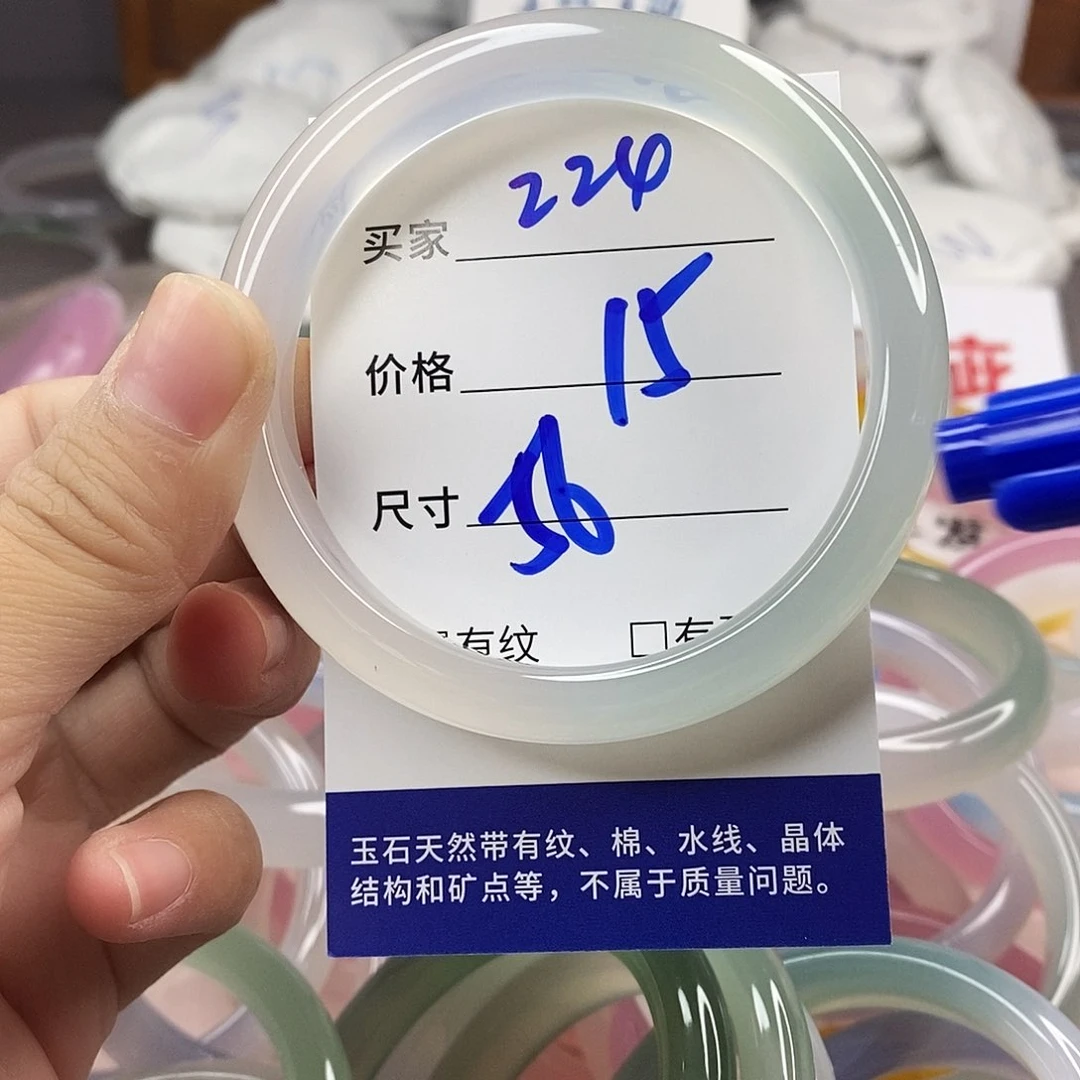 买家 224
价格 15
尺寸 56
有纹 □有
玉石天然带有纹、棉、水线、晶体
结构和矿点等，不属于质量问题。